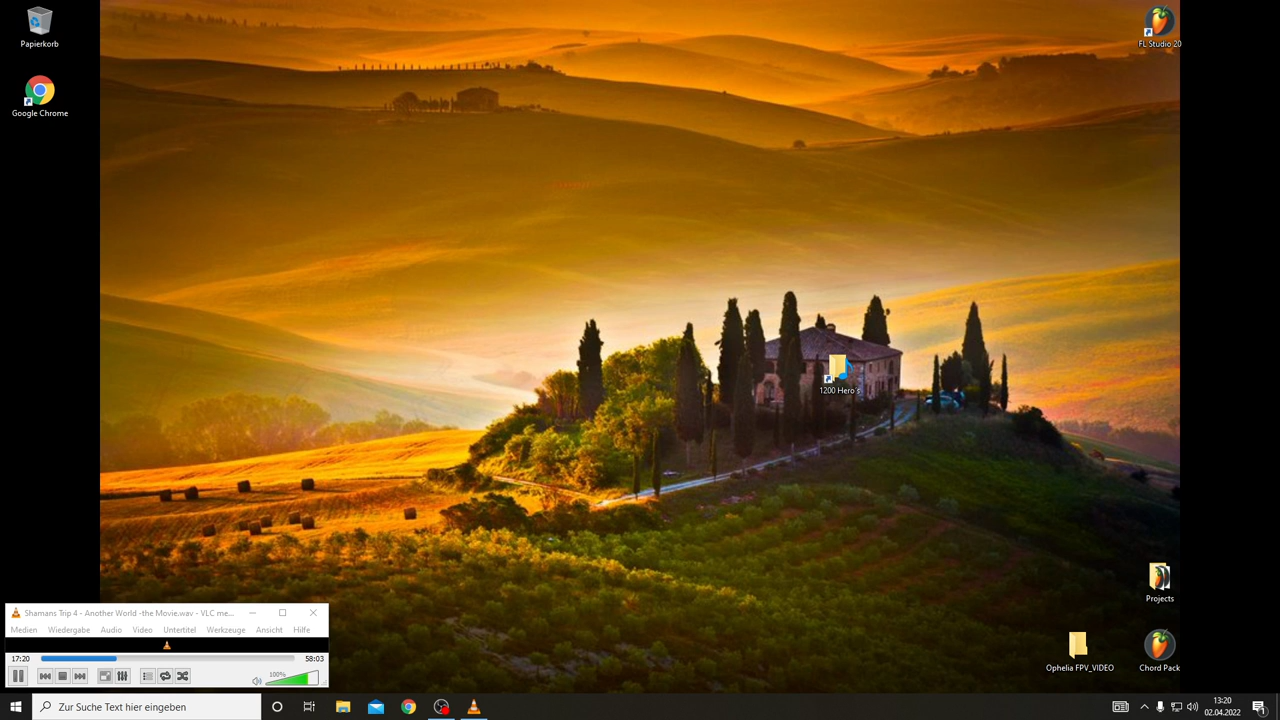 Papierkorb
FL Studio 20
Google Chrome
1200 Hero's
Projects
Ophelia FPV_VIDEO
Chord Pack
Shamans Trip 4 - Another World -the Movie.wav - VLC me...
Medien Wiedergabe Audio Video Untertitel Werkzeuge Ansicht Hilfe
17:20 58:03
100%
Zur Suche Text hier eingeben
13:20
02.04.2022
1